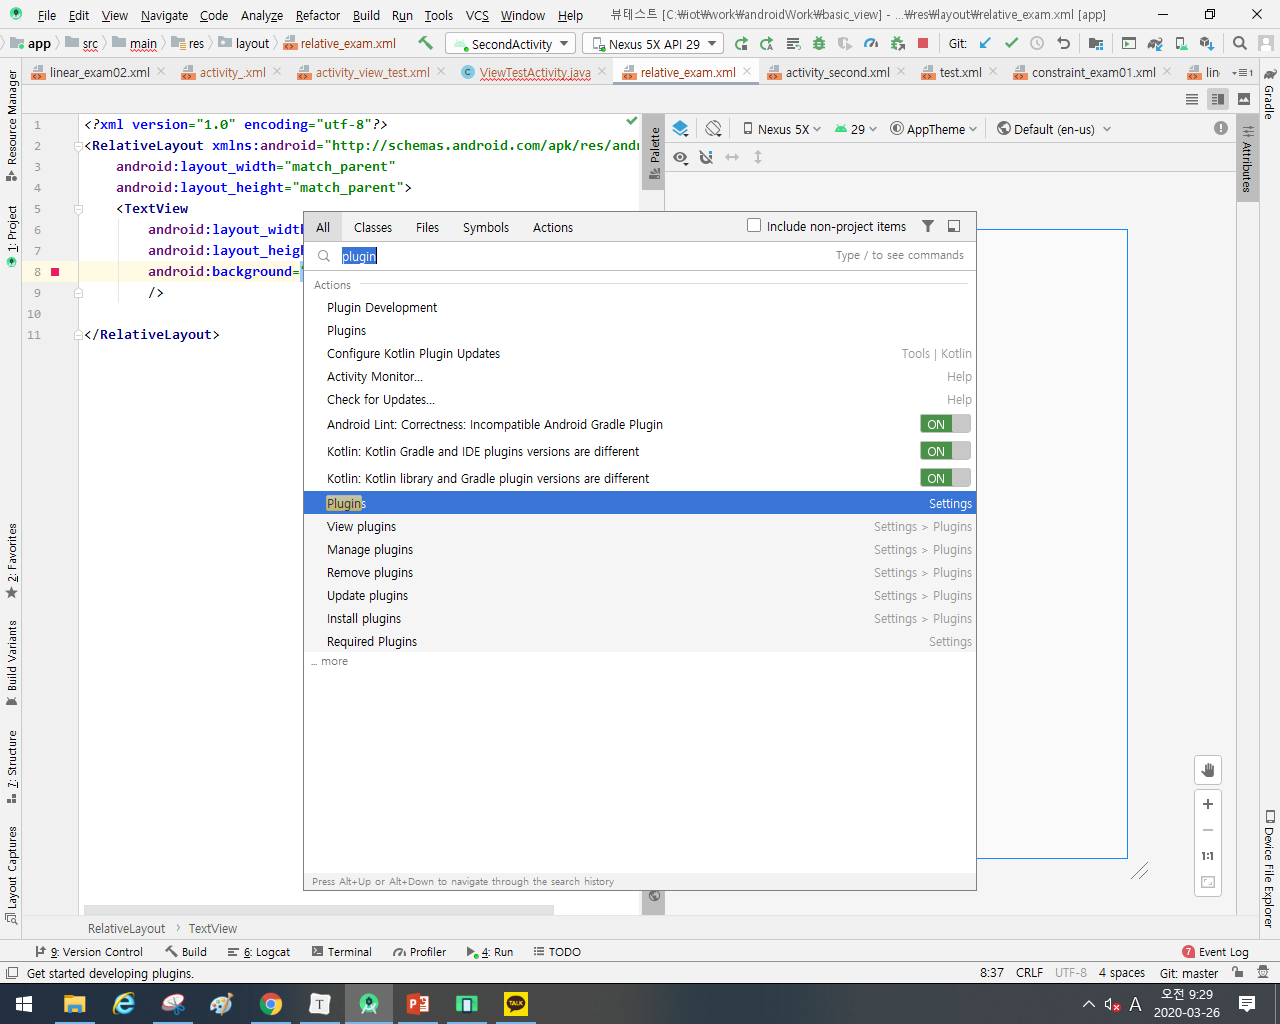 File Edit View Navigate Code Analyze Refactor Build Run Tools VCS Window Help 뷰테스트 [C:₩iot₩work₩androidWork₩basic_view] - ...₩res₩layout₩relative_exam.xml [app]
app src main res layout relative_exam.xml SecondActivity Nexus 5X API 29 Git:
linear_exam02.xml activity_.xml activity_view_test.xml ViewTestActivity.java relative_exam.xml activity_second.xml test.xml constraint_exam01.xml lin
Resource Manager
1: Project
2: Favorites
Build Variants
7: Structure
Layout Captures
1 <?xml version="1.0" encoding="utf-8"?>
2 <RelativeLayout xmlns:android="http://schemas.android.com/apk/res/andr
3 android:layout_width="match_parent"
4 android:layout_height="match_parent">
5 <TextView
6 android:layout_width
7 android:layout_heigh
8 android:background=
9 />
10
11 </RelativeLayout>
Palette
Nexus 5X 29 AppTheme Default (en-us)
Attributes
Gradle
Device File Explorer
All Classes Files Symbols Actions Include non-project items
plugin Type / to see commands
Actions
Plugin Development
Plugins
Configure Kotlin Plugin Updates Tools | Kotlin
Activity Monitor... Help
Check for Updates... Help
Android Lint: Correctness: Incompatible Android Gradle Plugin ON
Kotlin: Kotlin Gradle and IDE plugins versions are different ON
Kotlin: Kotlin library and Gradle plugin versions are different ON
Plugins Settings
View plugins Settings > Plugins
Manage plugins Settings > Plugins
Remove plugins Settings > Plugins
Update plugins Settings > Plugins
Install plugins Settings > Plugins
Required Plugins Settings
... more
Press Alt+Up or Alt+Down to navigate through the search history
1:1
RelativeLayout TextView
9: Version Control Build 6: Logcat Terminal Profiler 4: Run TODO 7 Event Log
Get started developing plugins. 8:37 CRLF UTF-8 4 spaces Git: master
T TALK A 오전 9:29
2020-03-26